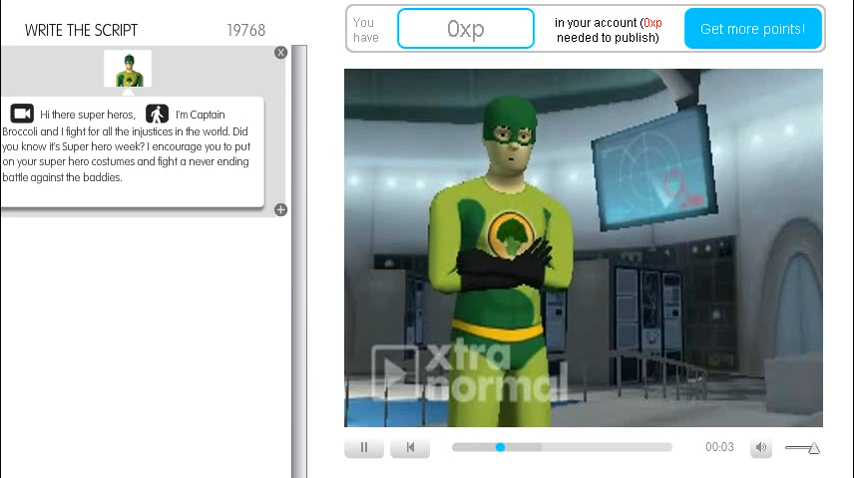 WRITE THE SCRIPT 19768
Hi there super heros, I'm Captain
Broccoli and I fight for all the injustices in the world. Did
you know it's Super hero week? I encourage you to put
on your super hero costumes and fight a never ending
battle against the baddies.
You
have
0xp
in your account (0xp
needed to publish)
Get more points!
xtra
normal
00:03